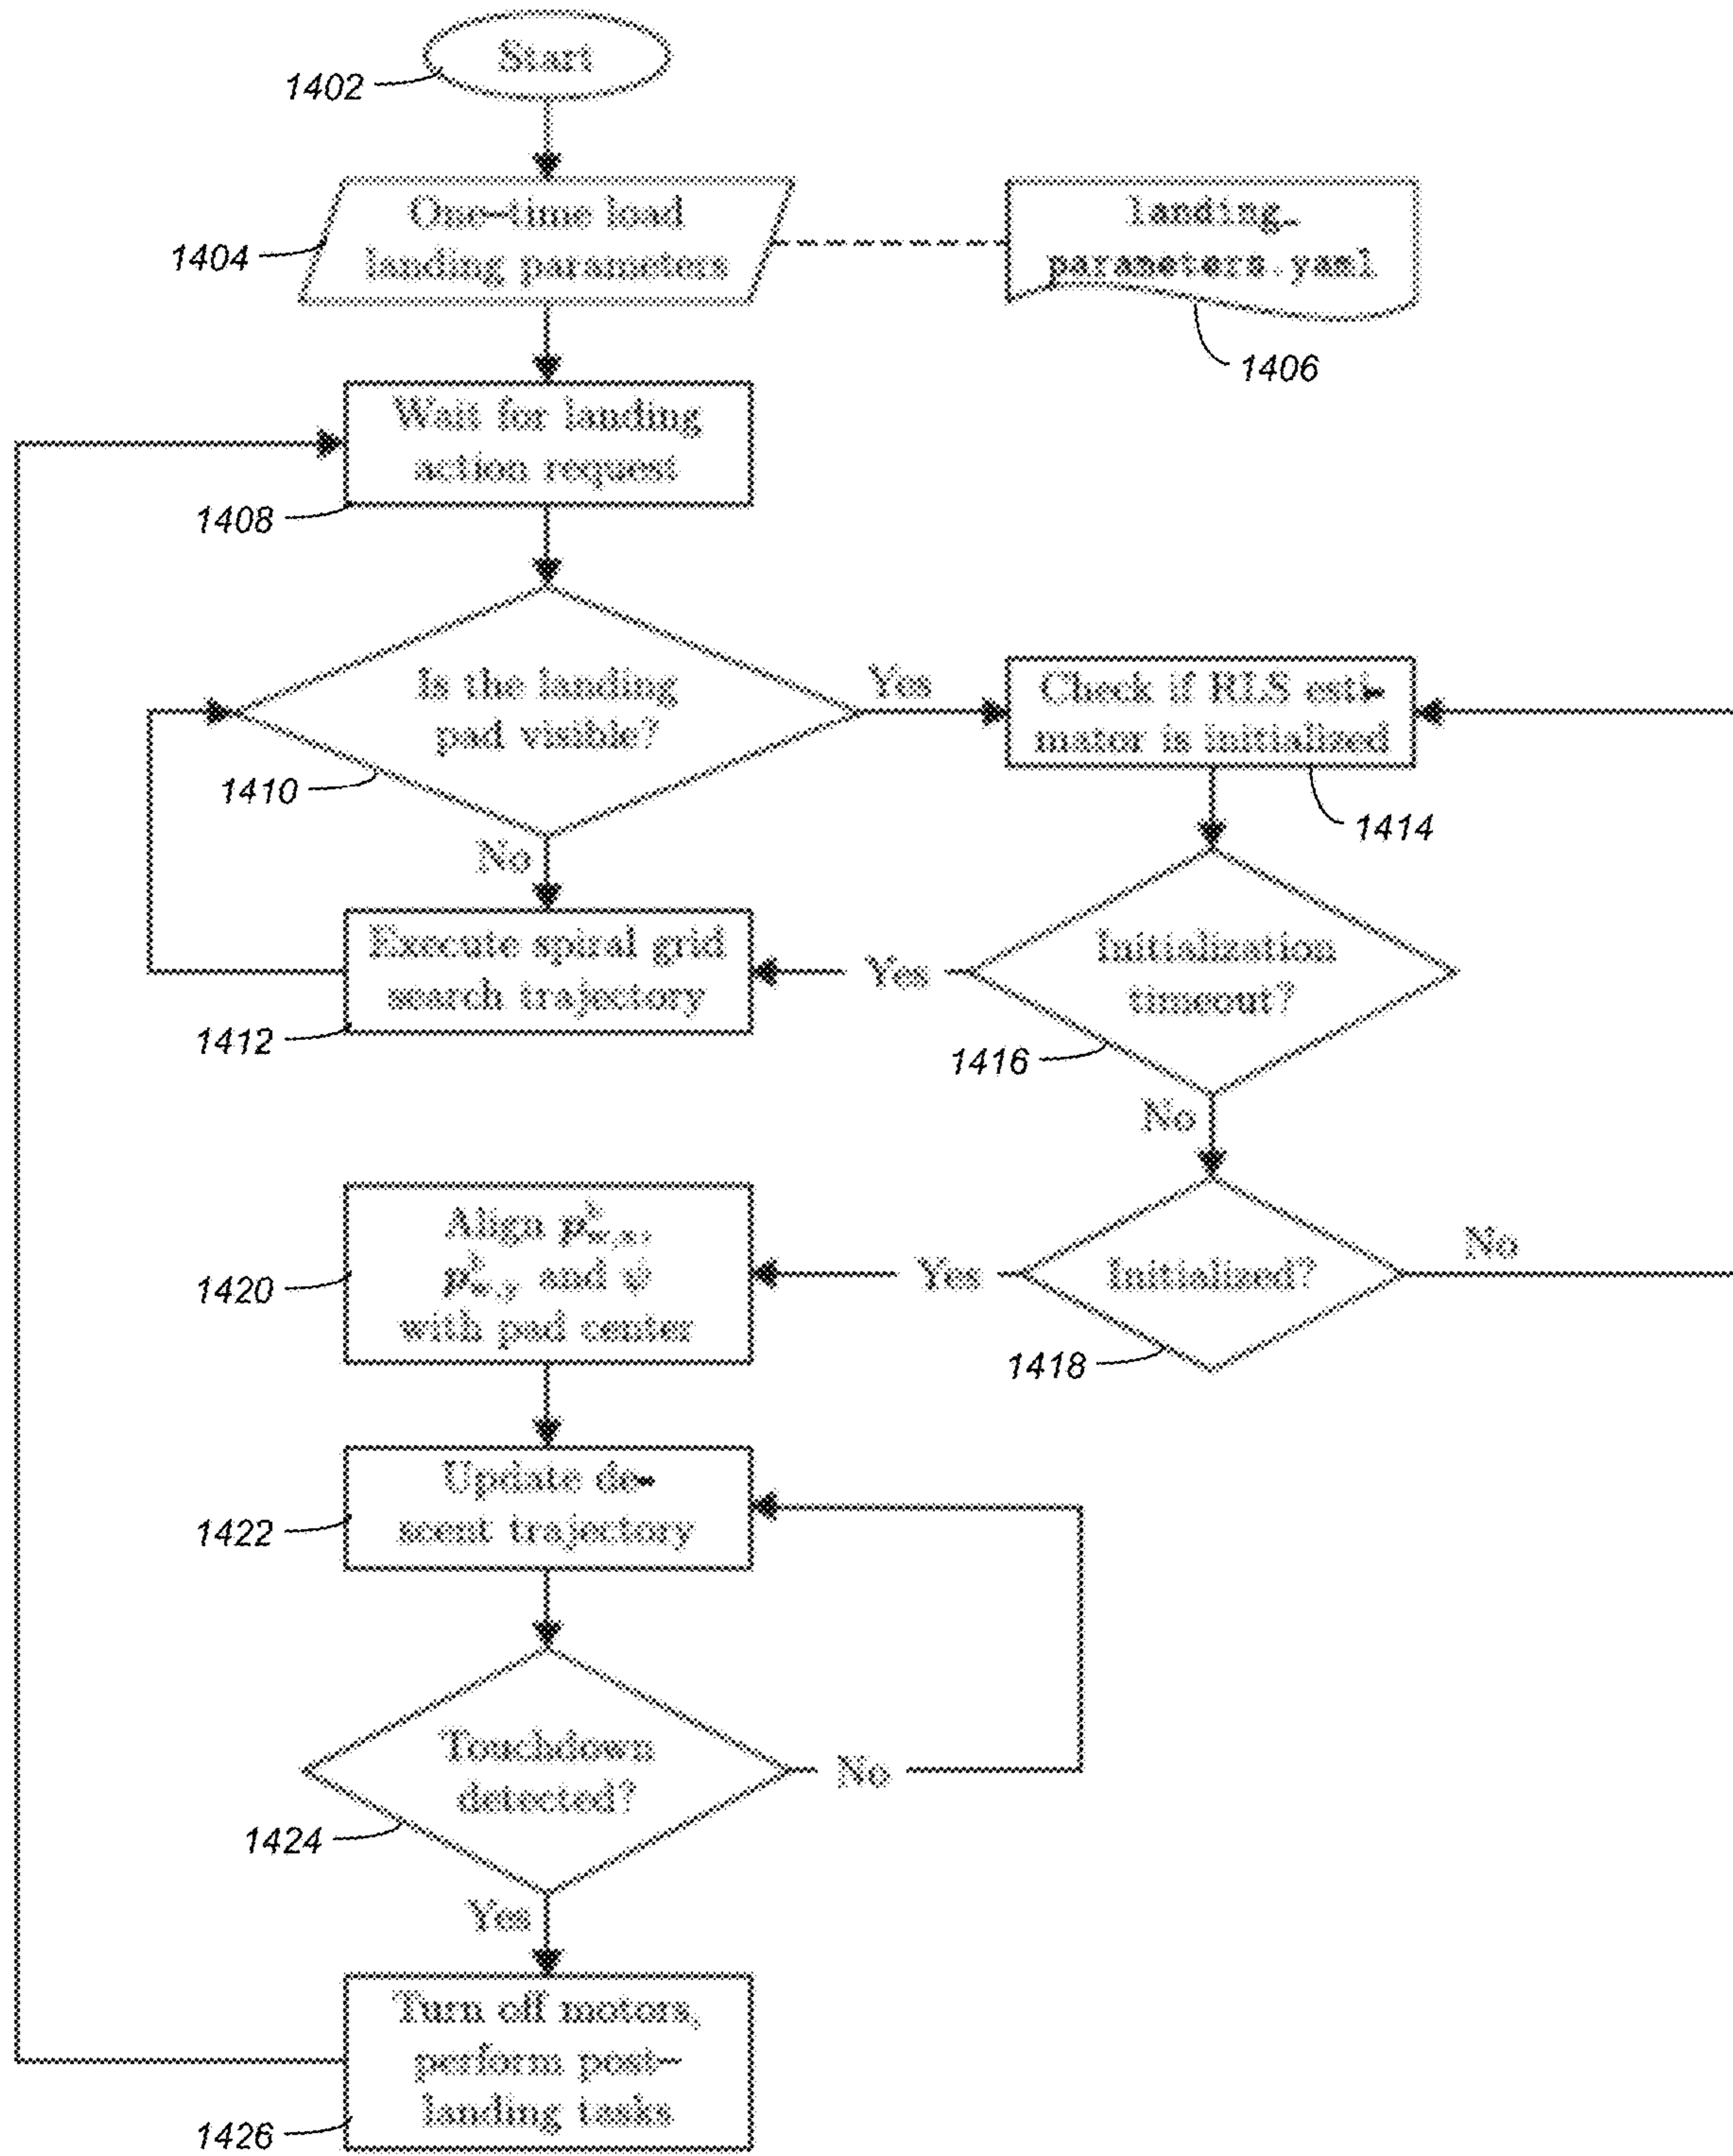 Start
1402
One-time load
landing parameters
1404
landing_
parameters.yaml
1406
Wait for landing
action request
1408
Is the landing
pad visible?
1410
Yes
Check if RLS esti-
mator is initialized
1414
No
Execute spiral grid
search trajectory
1412
Yes
Initialization
timeout?
1416
No
Align p^b_{w,x},
p^b_{w,y} and ψ
with pad center
1420
Yes
Initialized?
No
1418
Update de-
scent trajectory
1422
Touchdown
detected?
No
1424
Yes
Turn off motors,
perform post-
landing tasks
1426